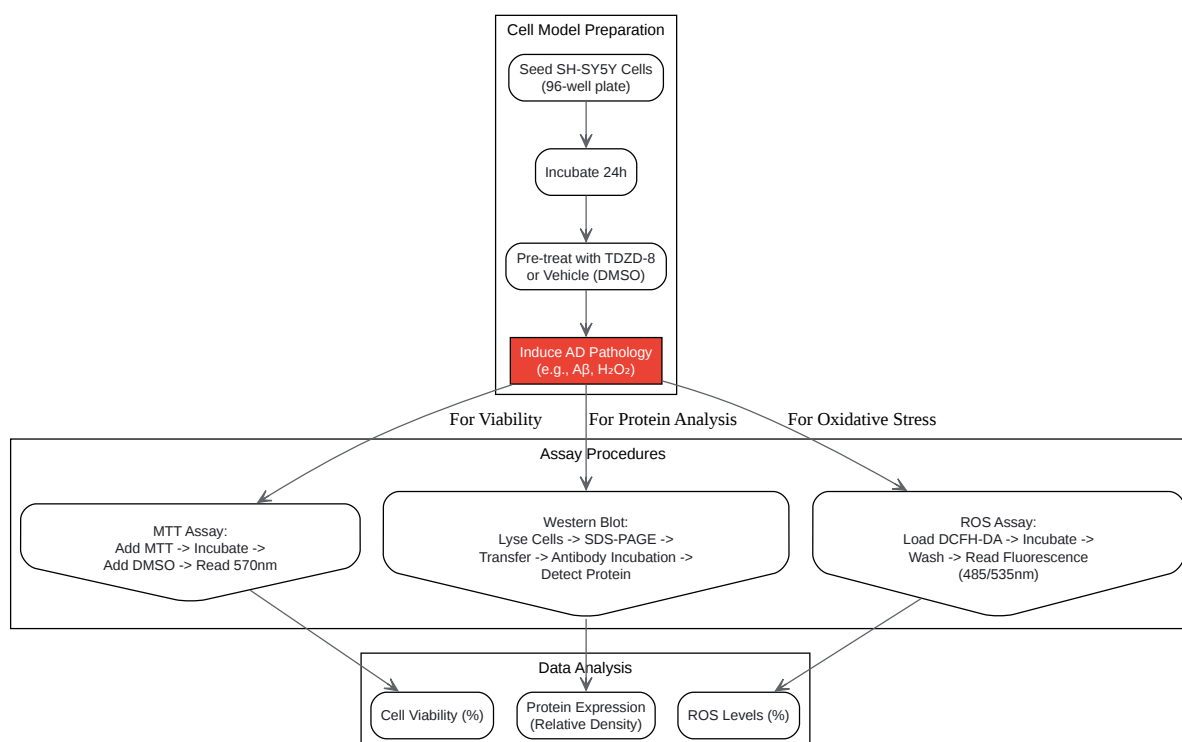 Cell Model Preparation
Seed SH-SY5Y Cells
(96-well plate)
Incubate 24h
Pre-treat with TDZD-8
or Vehicle (DMSO)
Induce AD Pathology
(e.g., Aβ, H₂O₂)
For Viability
For Protein Analysis
For Oxidative Stress
Assay Procedures
MTT Assay:
Add MTT -> Incubate ->
Add DMSO -> Read 570nm
Western Blot:
Lyse Cells -> SDS-PAGE ->
Transfer -> Antibody Incubation ->
Detect Protein
ROS Assay:
Load DCFH-DA -> Incubate ->
Wash -> Read Fluorescence
(485/535nm)
Data Analysis
Cell Viability (%)
Protein Expression
(Relative Density)
ROS Levels (%)